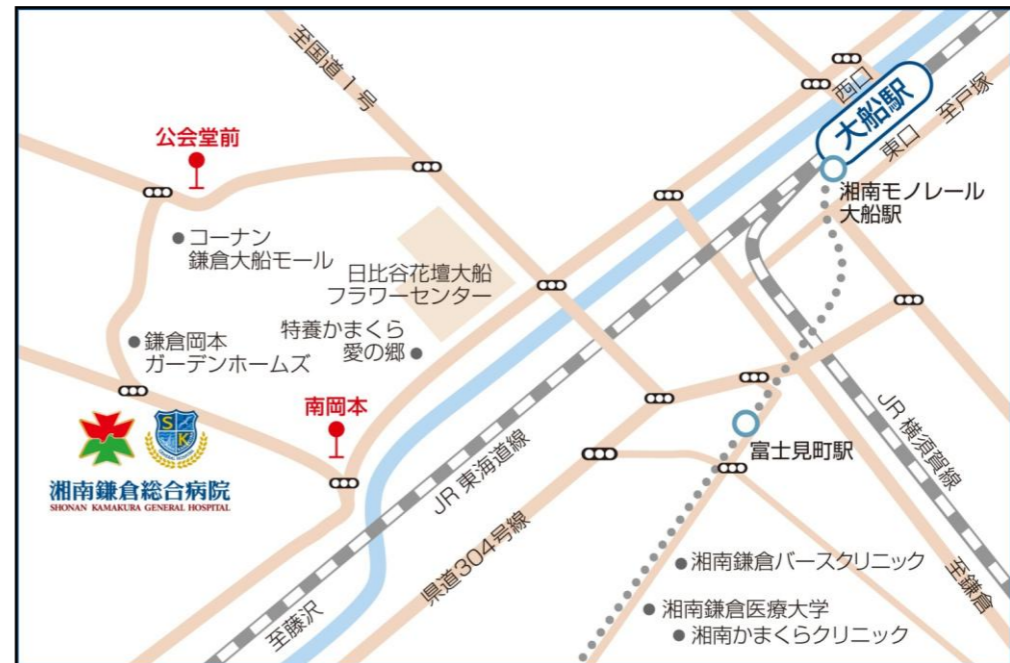 至国道1号
西口
大船駅
東口
至戸塚
公会堂前
湘南モノレール
大船駅
コーナン
鎌倉大船モール
日比谷花壇大船
フラワーセンター
特養かまくら
愛の郷
鎌倉岡本
ガーデンホームズ
南岡本
SK
湘南鎌倉総合病院
SHONAN KAMAKURA GENERAL HOSPITAL
JR東海道線
富士見町駅
JR横須賀線
県道304号線
湘南鎌倉バースクリニック
至鎌倉
湘南鎌倉医療大学
湘南かまくらクリニック
至藤沢